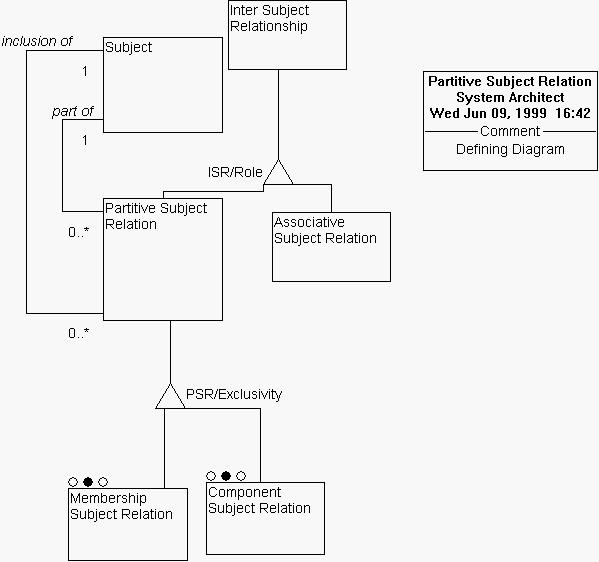 Inter Subject
Relationship
inclusion of
Subject
1
part of
1
Partitive Subject Relation
System Architect
Wed Jun 09, 1999 16:42
Comment
Defining Diagram
ISR/Role
Partitive Subject
Relation
0..*
Associative
Subject Relation
0..*
PSR/Exclusivity
Membership
Subject Relation
Component
Subject Relation